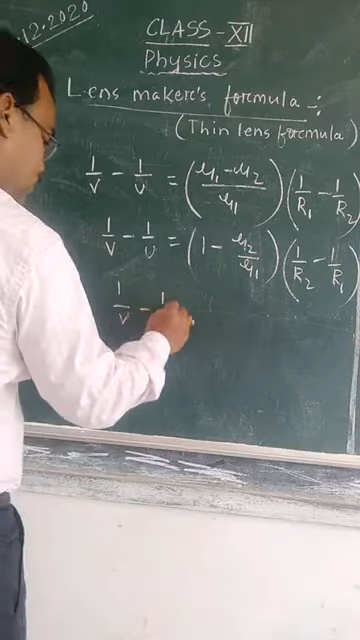 12.2020
CLASS - XII
Physics
Lens maker's formula :-
(Thin lens formula)
1/v - 1/v = ((μ₁ - μ₂)/μ₁) (1/R₁ - 1/R₂)
1/v - 1/u = (1 - μ₂/μ₁) (1/R₂ - 1/R₁)
1/v - 1